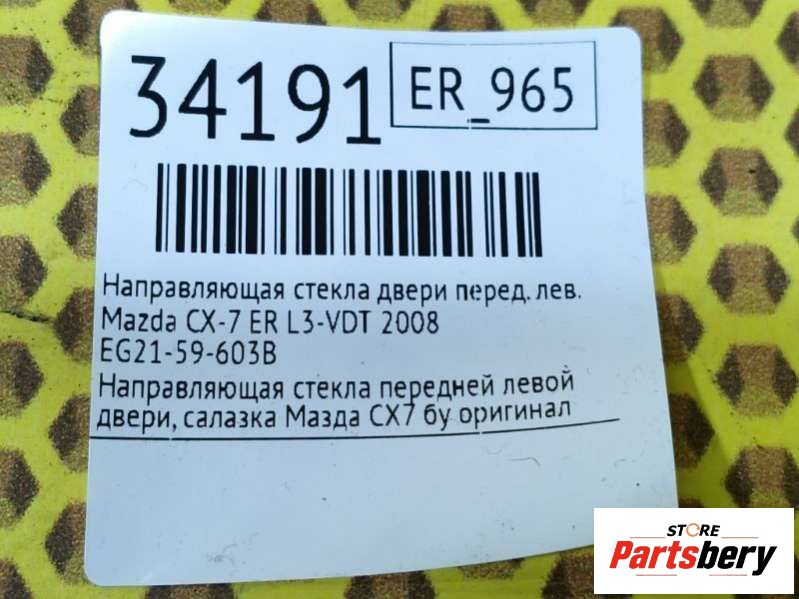 34191
ER_965
Направляющая стекла двери перед. лев.
Mazda CX-7 ER L3-VDT 2008
EG21-59-603B
Направляющая стекла передней левой
двери, салазка Мазда СХ7 бу оригинал
STORE
Partsbery